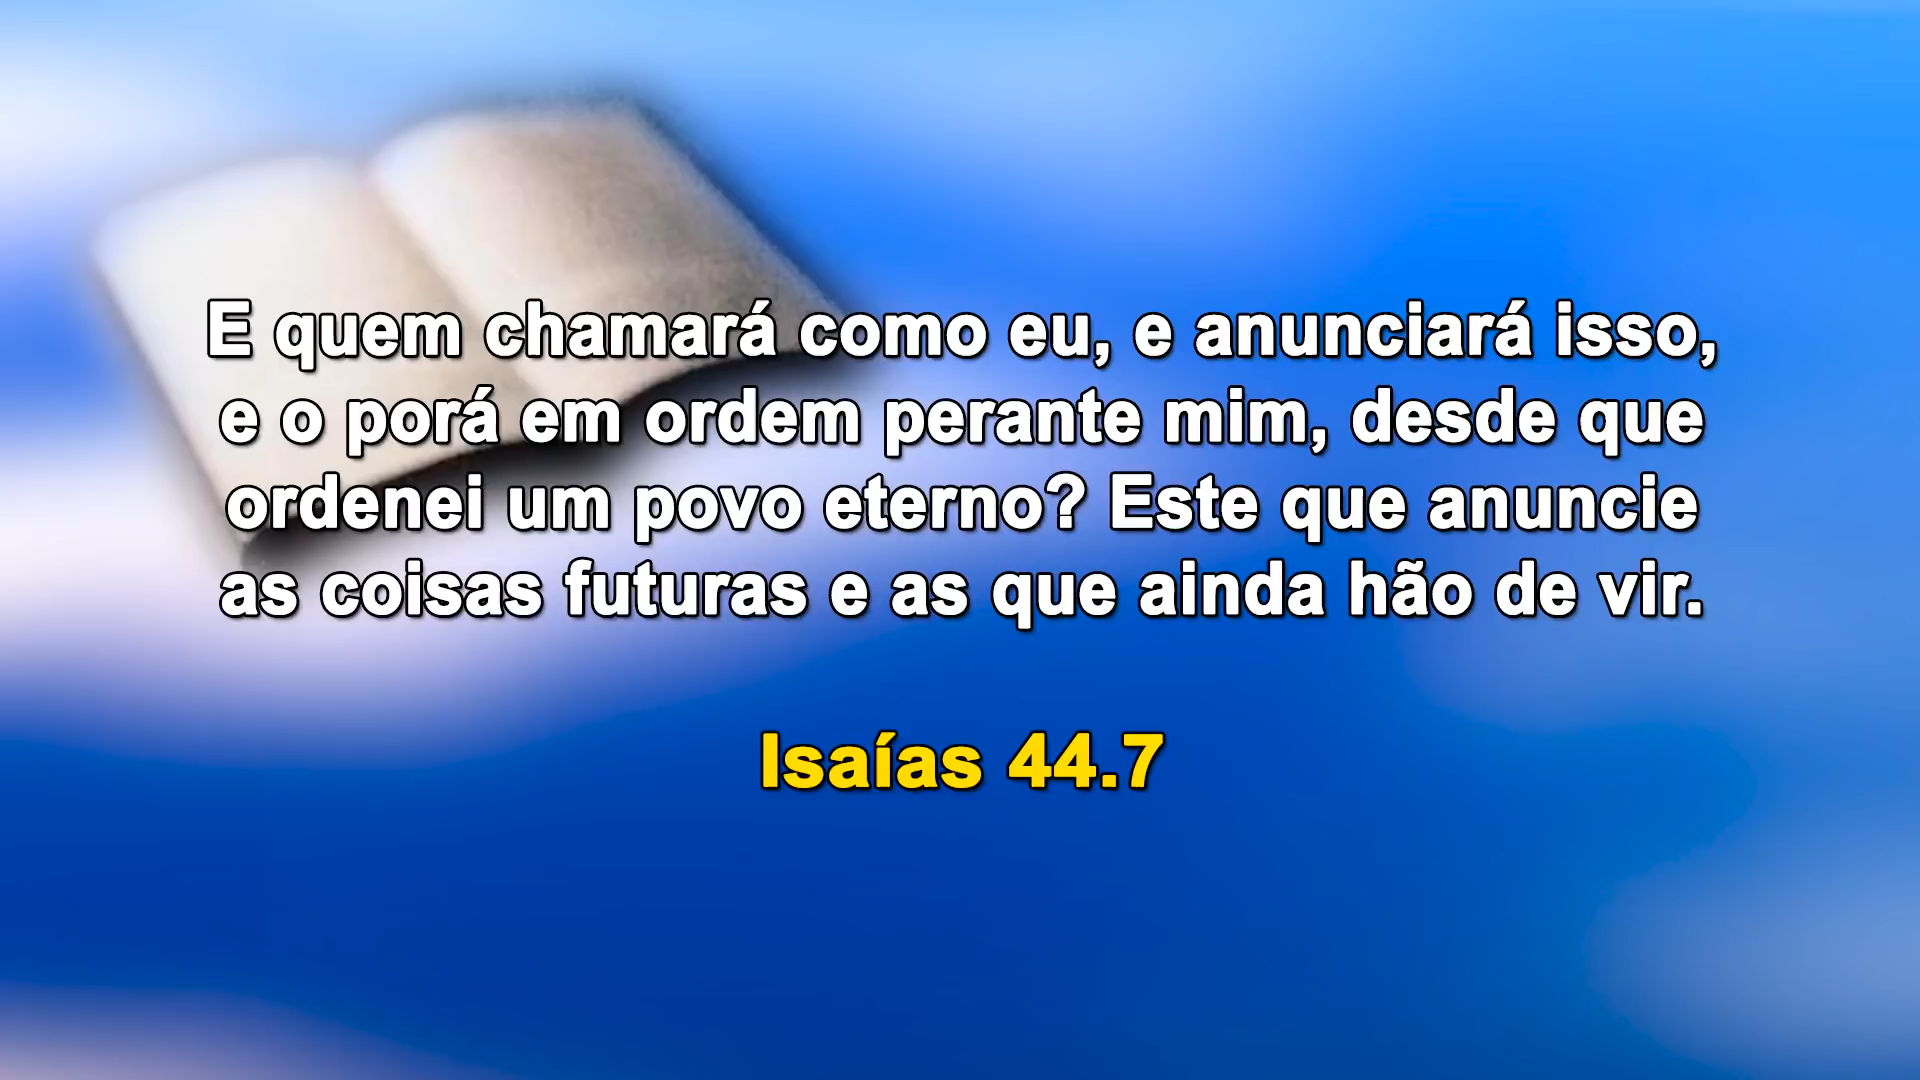 E quem chamará como eu, e anunciará isso,
e o porá em ordem perante mim, desde que
ordenei um povo eterno? Este que anuncie
as coisas futuras e as que ainda hão de vir.
Isaías 44.7